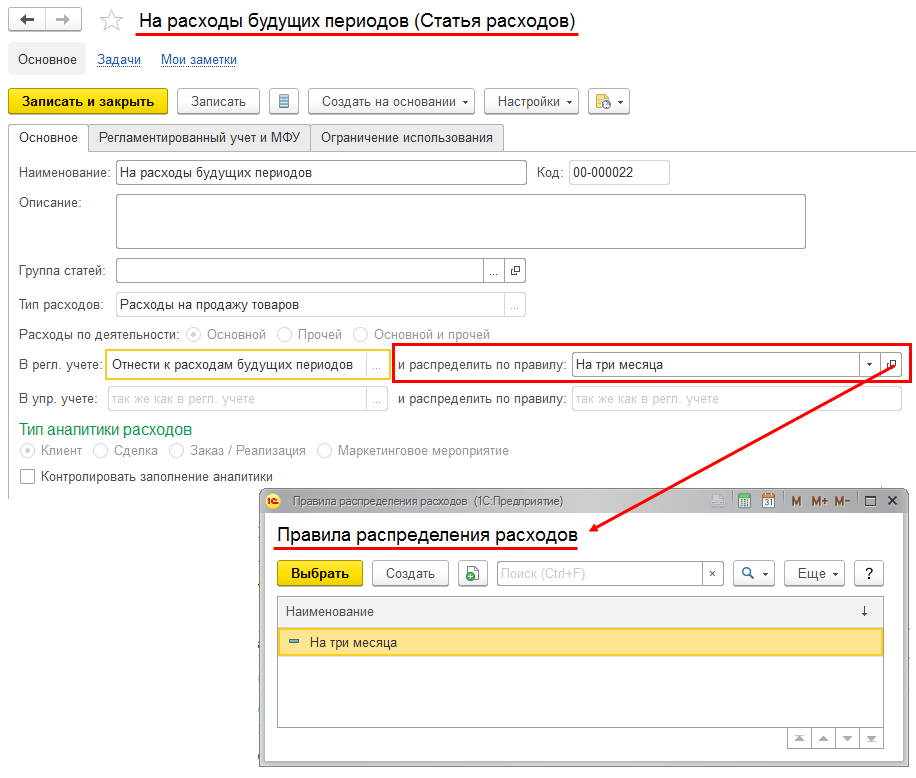 На расходы будущих периодов (Статья расходов)
Основное Задачи Мои заметки
Записать и закрыть Записать Создать на основании Настройки
Основное Регламентированный учет и МФУ Ограничение использования
Наименование: На расходы будущих периодов Код: 00-000022
Описание:
Группа статей: ...
Тип расходов: Расходы на продажу товаров ...
Расходы по деятельности: Основной Прочей Основной и прочей
В регл. учете: Отнести к расходам будущих периодов ... и распределить по правилу: На три месяца
В упр. учете: так же как в регл. учете ... и распределить по правилу: так же как в регл. учете
Тип аналитики расходов
Клиент Сделка Заказ / Реализация Маркетинговое мероприятие
Контролировать заполнение аналитики
1С Правила распределения расходов (1С:Предприятие) 31 M M+ M-
Правила распределения расходов
Выбрать Создать Поиск (Ctrl+F) × Еще ?
Наименование ↓
На три месяца